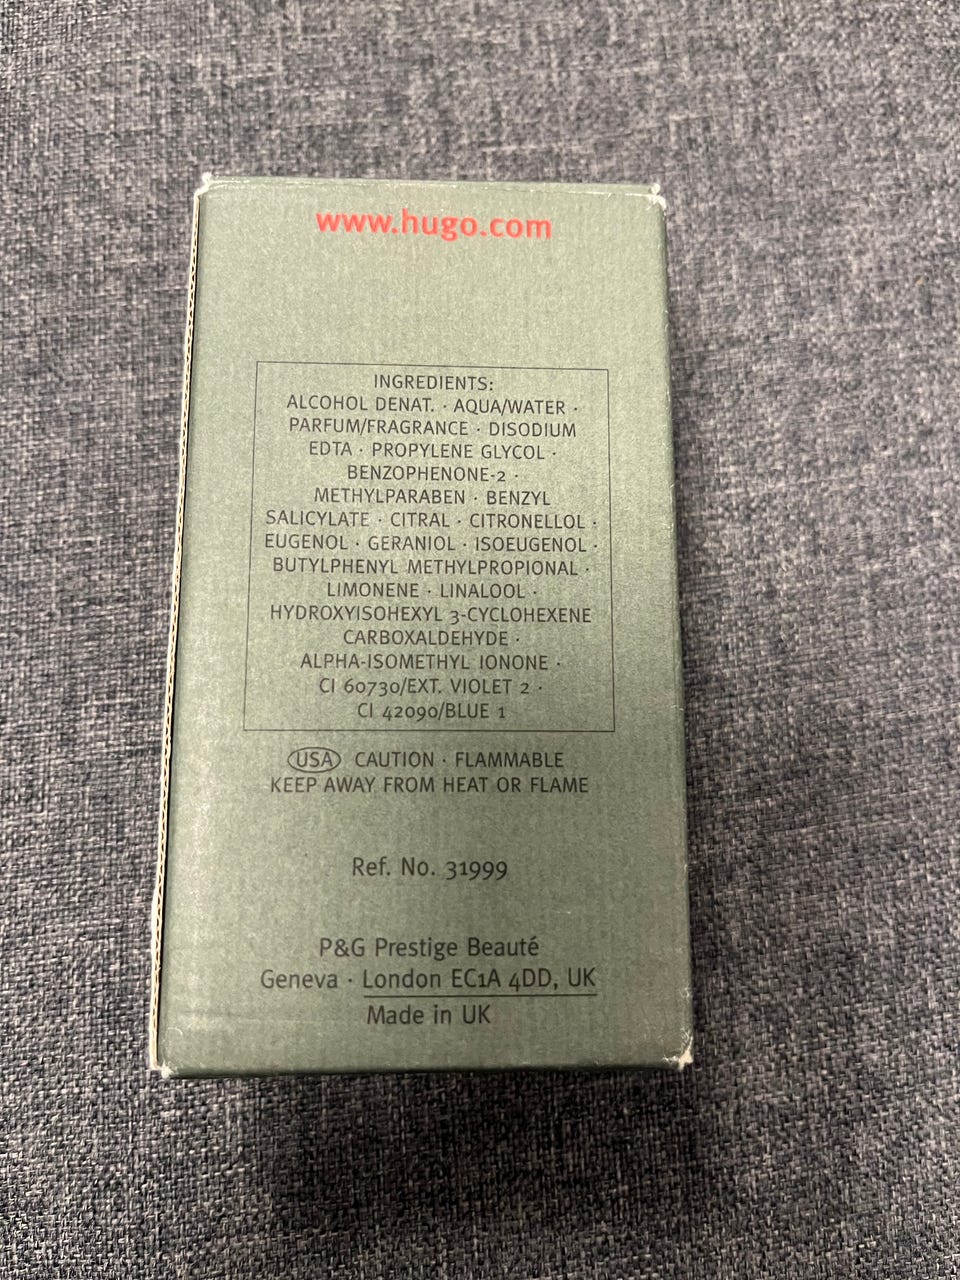 www.hugo.com
INGREDIENTS:
ALCOHOL DENAT. · AQUA/WATER ·
PARFUM/FRAGRANCE · DISODIUM
EDTA · PROPYLENE GLYCOL ·
BENZOPHENONE-2 ·
METHYLPARABEN · BENZYL
SALICYLATE · CITRAL · CITRONELLOL ·
EUGENOL · GERANIOL · ISOEUGENOL ·
BUTYLPHENYL METHYLPROPIONAL ·
LIMONENE · LINALOOL ·
HYDROXYISOHEXYL 3-CYCLOHEXENE
CARBOXALDEHYDE ·
ALPHA-ISOMETHYL IONONE ·
CI 60730/EXT. VIOLET 2 ·
CI 42090/BLUE 1
USA CAUTION · FLAMMABLE
KEEP AWAY FROM HEAT OR FLAME
Ref. No. 31999
P&G Prestige Beauté
Geneva · London EC1A 4DD, UK
Made in UK